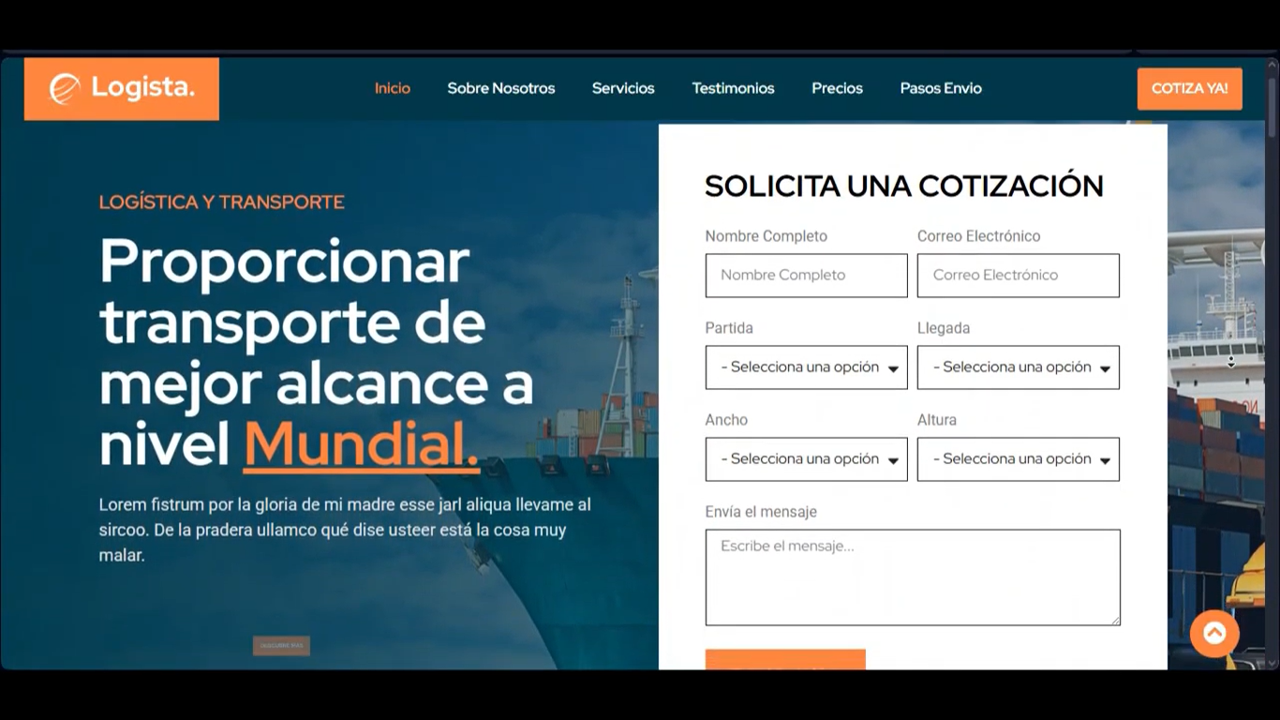 Logista.
Inicio
Sobre Nosotros
Servicios
Testimonios
Precios
Pasos Envio
COTIZA YA!
LOGÍSTICA Y TRANSPORTE
Proporcionar
transporte de
mejor alcance a
nivel Mundial.
Lorem fistrum por la gloria de mi madre esse jarl aliqua llevame al
sircoo. De la pradera ullamco qué dise usteer está la cosa muy
malar.
SOLICITA UNA COTIZACIÓN
Nombre Completo
Correo Electrónico
Nombre Completo
Correo Electrónico
Partida
Llegada
- Selecciona una opción
- Selecciona una opción
Ancho
Altura
- Selecciona una opción
- Selecciona una opción
Envía el mensaje
Escribe el mensaje...